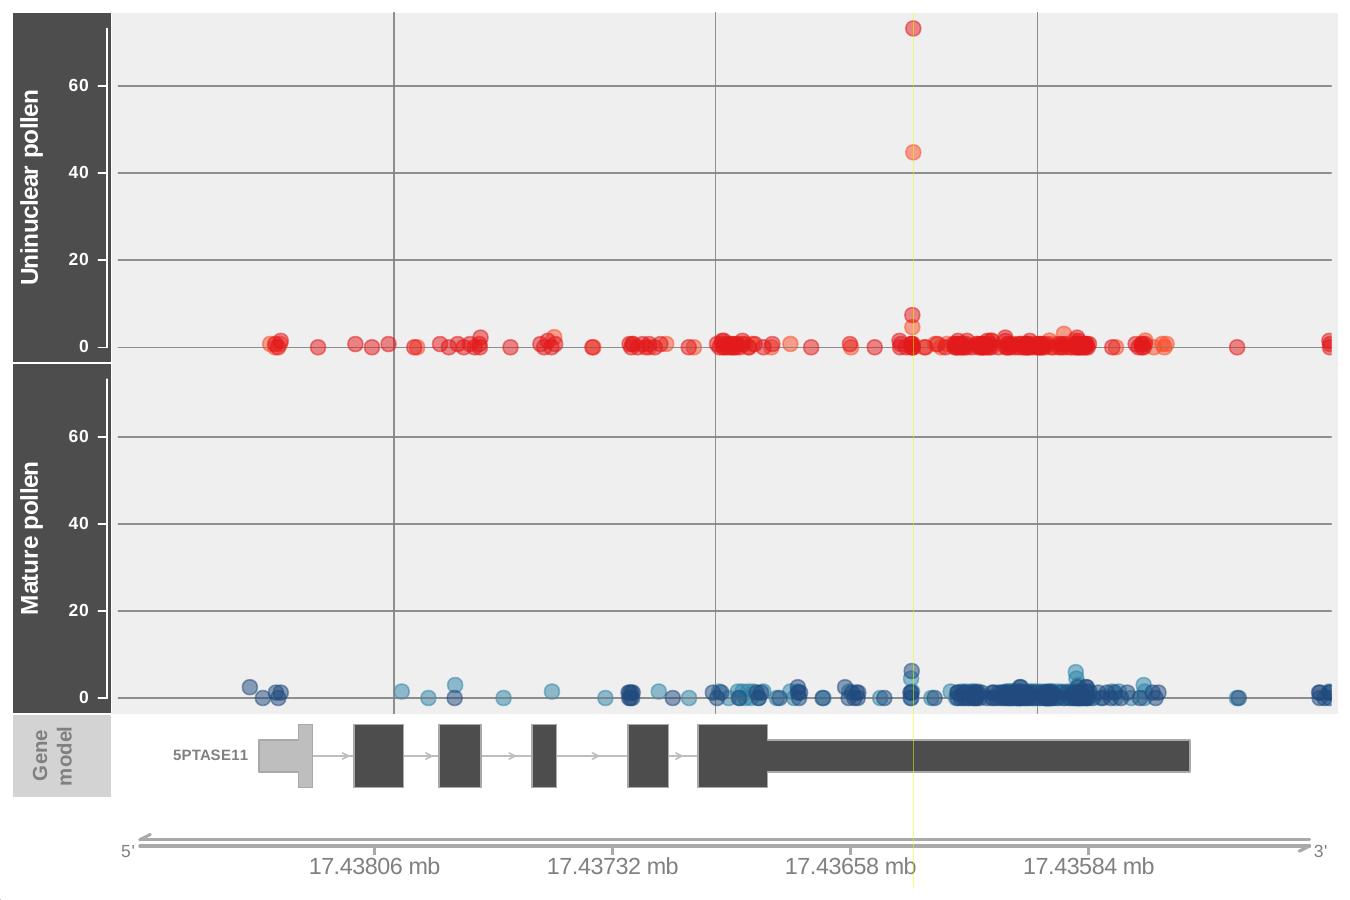 Uninuclear pollen
60
40
20
0
Mature pollen
60
40
20
0
Gene
model
5PTASE11
5'
3'
17.43806 mb
17.43732 mb
17.43658 mb
17.43584 mb